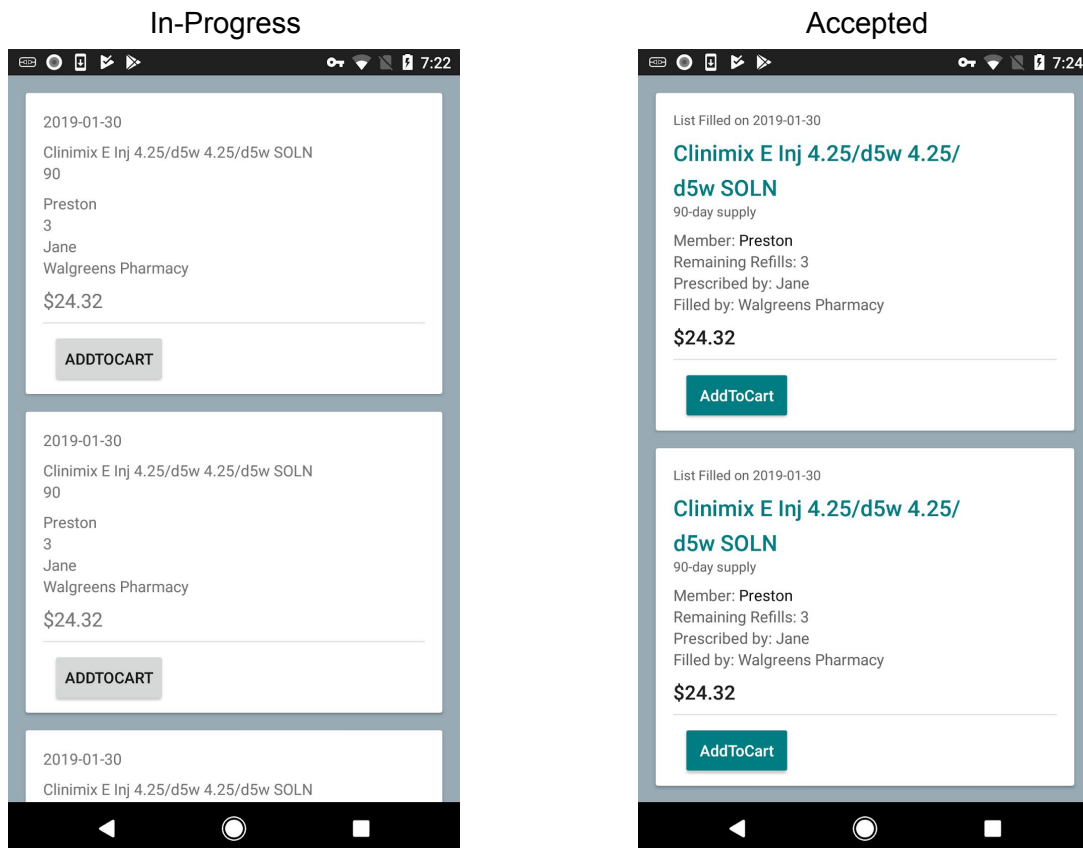 In-Progress
7:22
2019-01-30
Clinimix E Inj 4.25/d5w 4.25/d5w SOLN
90
Preston
3
Jane
Walgreens Pharmacy
$24.32
ADDTOCART
2019-01-30
Clinimix E Inj 4.25/d5w 4.25/d5w SOLN
90
Preston
3
Jane
Walgreens Pharmacy
$24.32
ADDTOCART
2019-01-30
Clinimix E Inj 4.25/d5w 4.25/d5w SOLN
Accepted
7:24
List Filled on 2019-01-30
Clinimix E Inj 4.25/d5w 4.25/
d5w SOLN
90-day supply
Member: Preston
Remaining Refills: 3
Prescribed by: Jane
Filled by: Walgreens Pharmacy
$24.32
AddToCart
List Filled on 2019-01-30
Clinimix E Inj 4.25/d5w 4.25/
d5w SOLN
90-day supply
Member: Preston
Remaining Refills: 3
Prescribed by: Jane
Filled by: Walgreens Pharmacy
$24.32
AddToCart